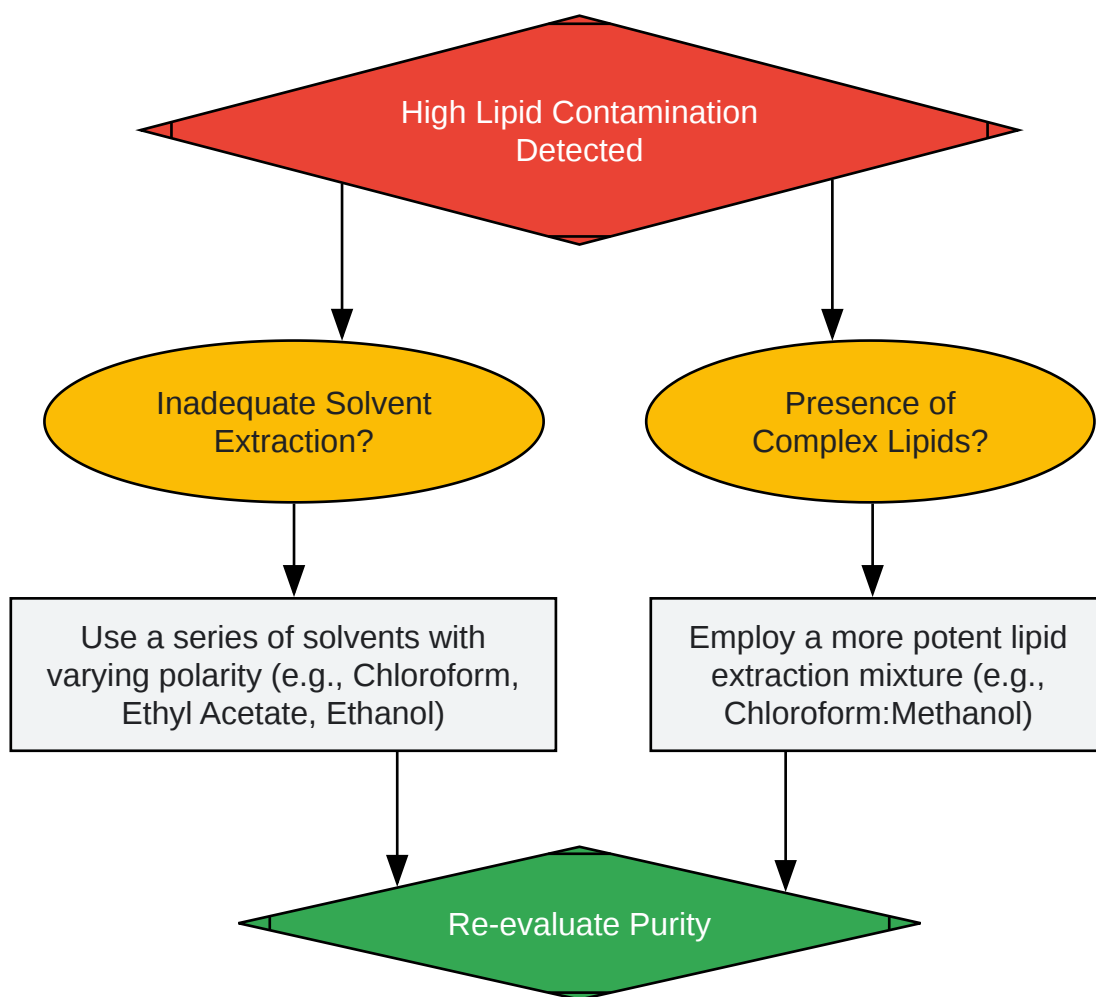 High Lipid Contamination
Detected
Inadequate Solvent
Extraction?
Presence of
Complex Lipids?
Use a series of solvents with
varying polarity (e.g., Chloroform,
Ethyl Acetate, Ethanol)
Employ a more potent lipid
extraction mixture (e.g.,
Chloroform:Methanol)
Re-evaluate Purity